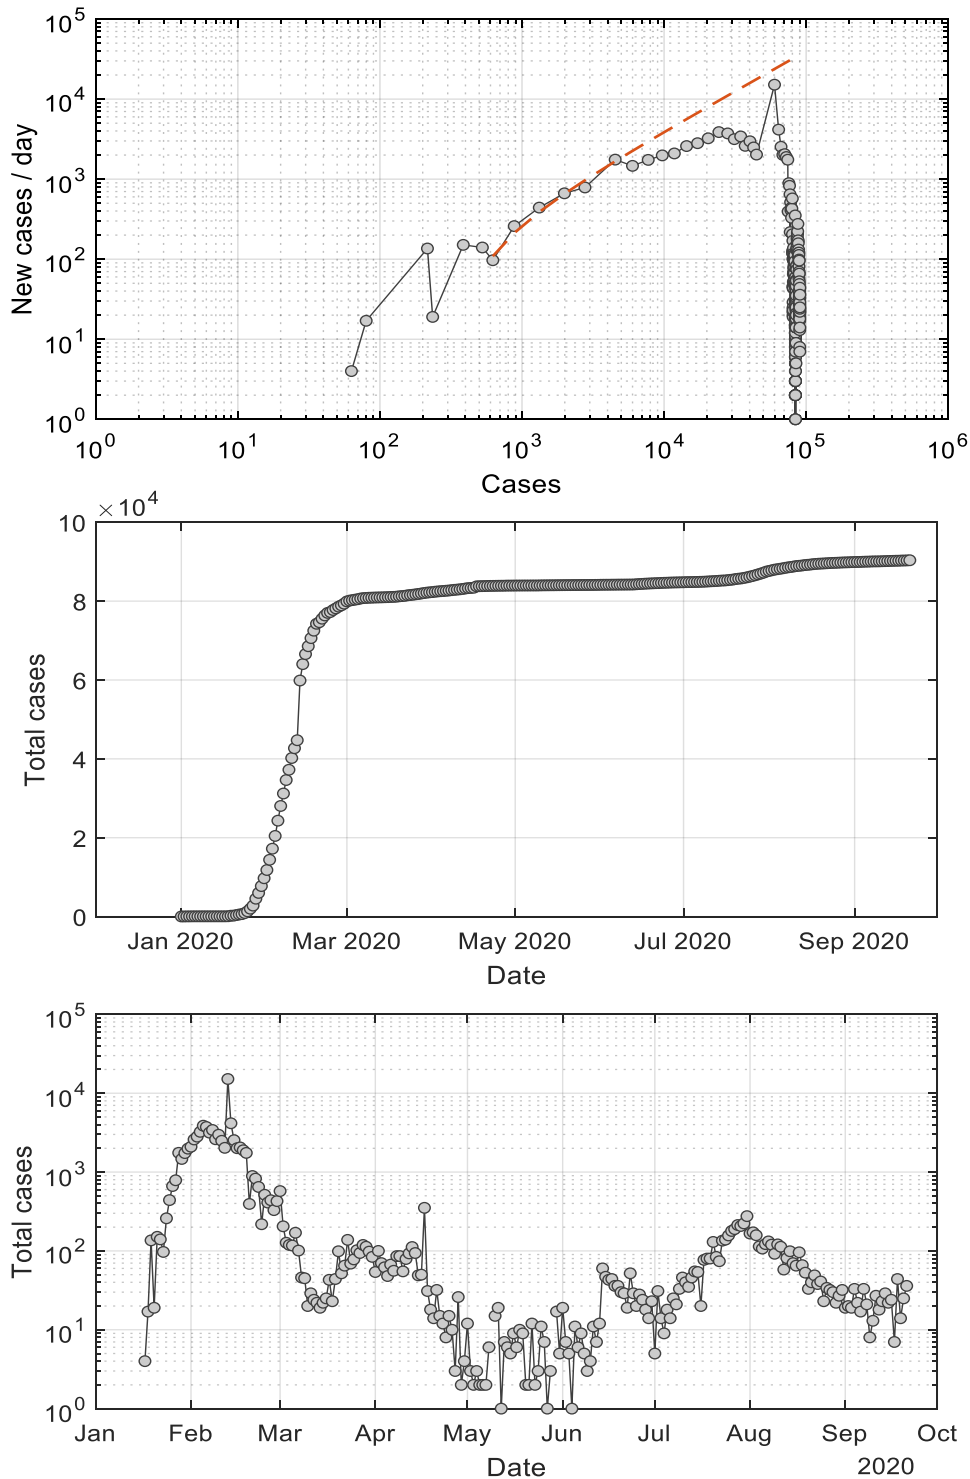 10^5
10^4
10^3
10^2
10^1
10^0
New cases / day
10^0 10^1 10^2 10^3 10^4 10^5 10^6
Cases
×10^4
10
8
6
4
2
0
Total cases
Jan 2020 Mar 2020 May 2020 Jul 2020 Sep 2020
Date
10^5
10^4
10^3
10^2
10^1
10^0
Total cases
Jan Feb Mar Apr May Jun Jul Aug Sep Oct
Date 2020